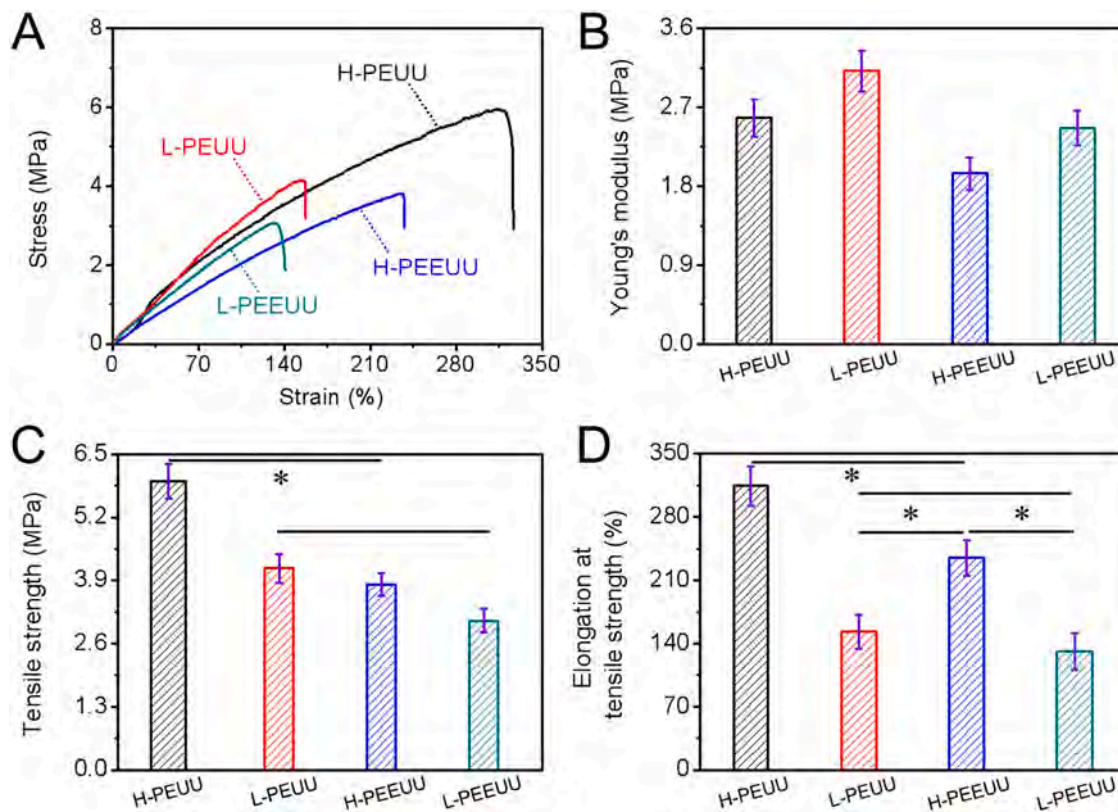 A
Stress (MPa)
8
6
4
2
0
H-PEUU
L-PEUU
H-PEEUU
L-PEEUU
0 70 140 210 280 350
Strain (%)
B
Young's modulus (MPa)
3.6
2.7
1.8
0.9
0.0
H-PEUU L-PEUU H-PEEUU L-PEEUU
C
Tensile strength (MPa)
6.5
5.2
3.9
2.6
1.3
0.0
*
H-PEUU L-PEUU H-PEEUU L-PEEUU
D
Elongation at
tensile strength (%)
350
280
210
140
70
0
*
* *
H-PEUU L-PEUU H-PEEUU L-PEEUU